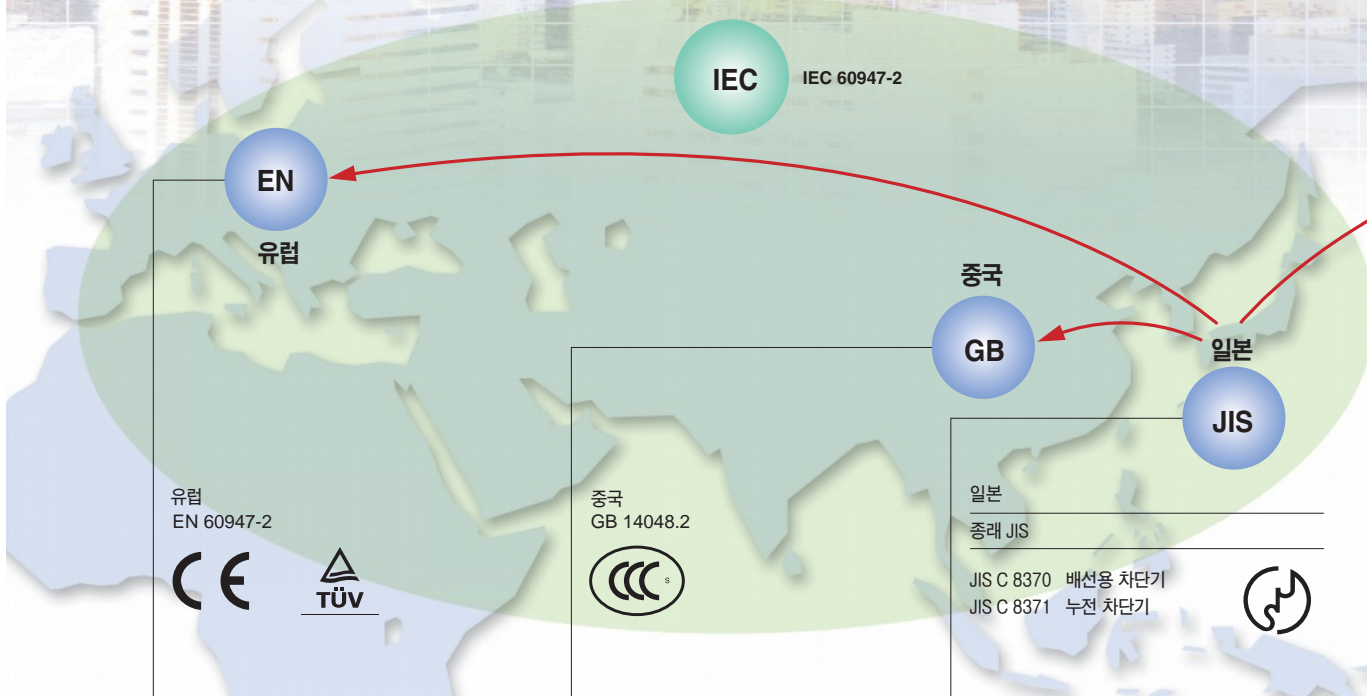 IEC
IEC 60947-2
EN
유럽
중국
GB
일본
JIS
유럽
EN 60947-2
CE
TÜV
중국
GB 14048.2
CCC S
일본
종래 JIS
JIS C 8370 배선용 차단기
JIS C 8371 누전 차단기